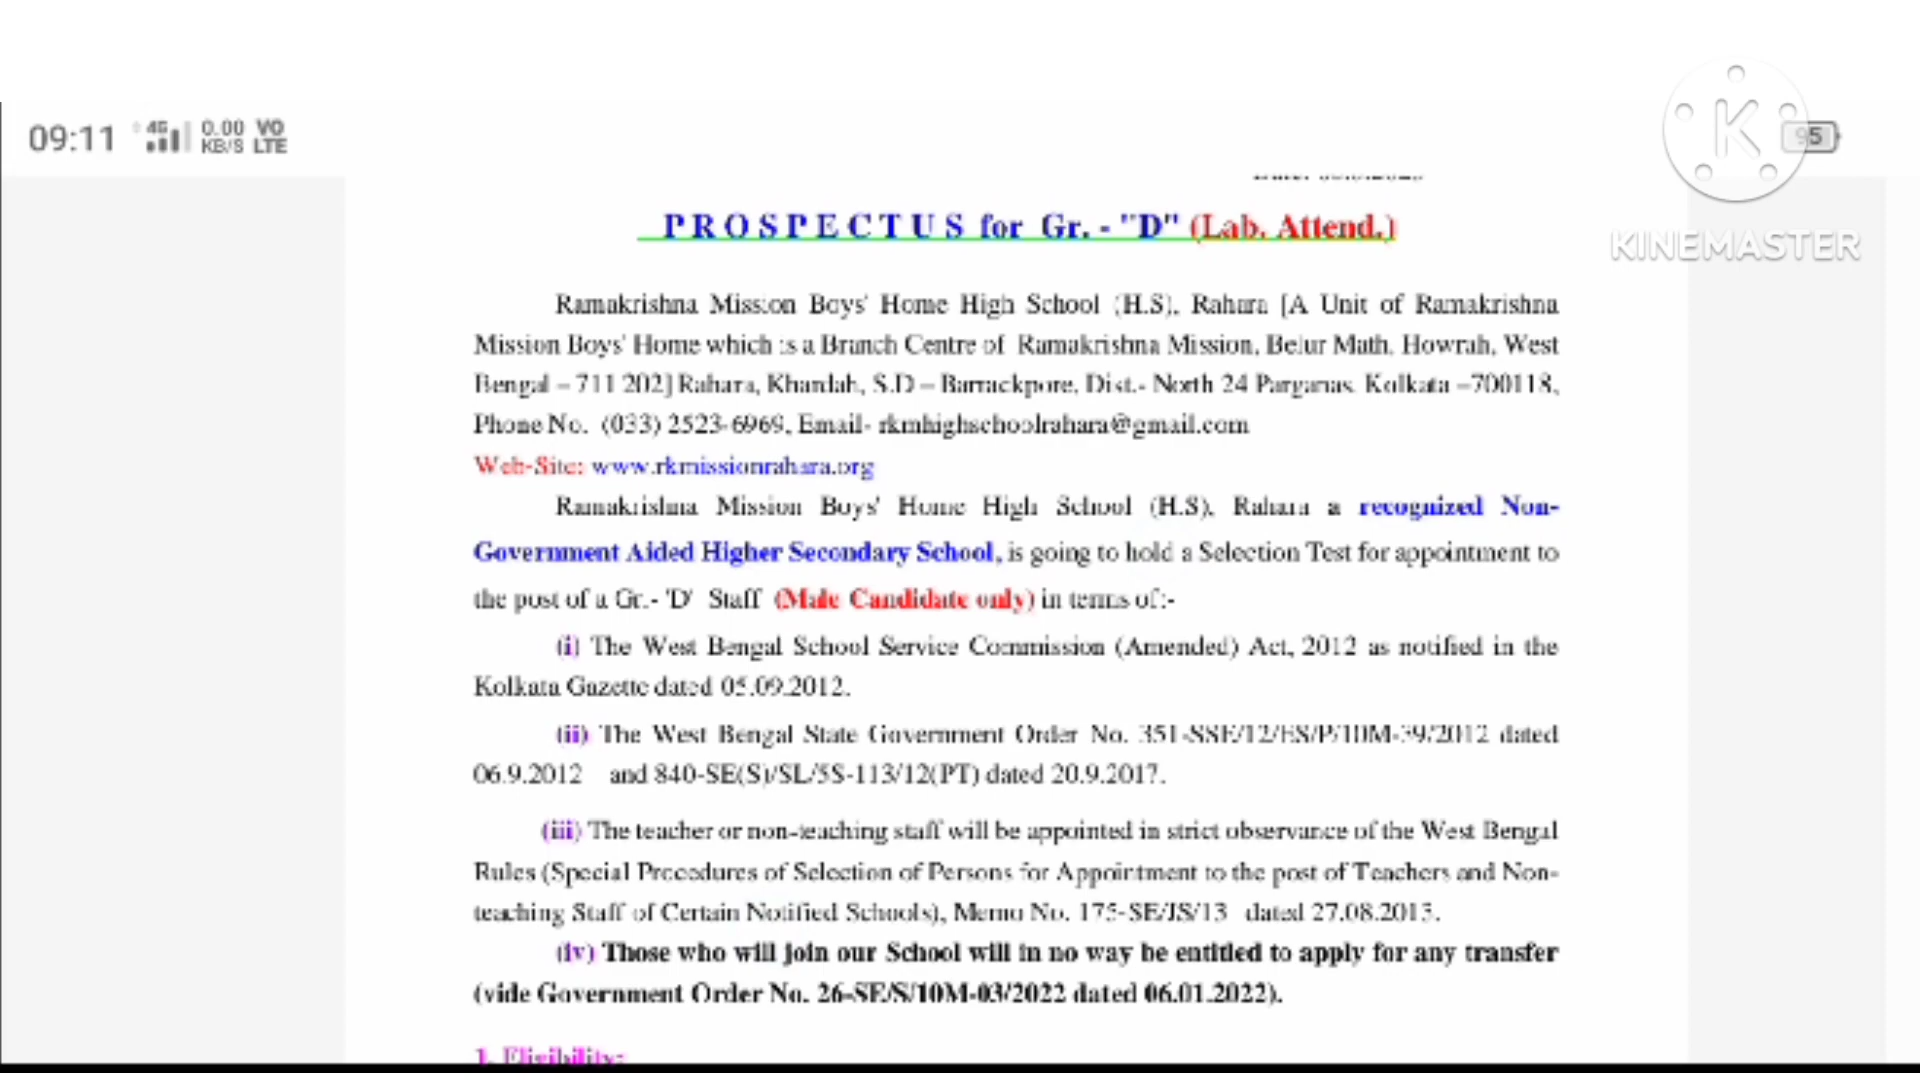 09:11 4G 0.00 KB/S VO LTE 95
KINEMASTER
PROSPECTUS for Gr. - "D" (Lab. Attend.)
Ramakrishna Mission Boys' Home High School (H.S), Rahara [A Unit of Ramakrishna
Mission Boys' Home which is a Branch Centre of Ramakrishna Mission, Belur Math, Howrah, West
Bengal – 711 202] Rahara, Khardah, S.D – Barrackpore, Dist.- North 24 Parganas, Kolkata –700118,
Phone No. (033) 2523-6969, Email- rkmhighschoolrahara@gmail.com
Web-Site: www.rkmissionrahara.org
Ramakrishna Mission Boys' Home High School (H.S), Rahara a recognized Non-
Government Aided Higher Secondary School, is going to hold a Selection Test for appointment to
the post of a Gr.- 'D' Staff (Male Candidate only) in terms of:-
(i) The West Bengal School Service Commission (Amended) Act, 2012 as notified in the
Kolkata Gazette dated 05.09.2012.
(ii) The West Bengal State Government Order No. 351-SSE/12/ES/P/10M-39/2012 dated
06.9.2012 and 840-SE(S)/SL/5S-113/12(PT) dated 20.9.2017.
(iii) The teacher or non-teaching staff will be appointed in strict observance of the West Bengal
Rules (Special Procedures of Selection of Persons for Appointment to the post of Teachers and Non-
teaching Staff of Certain Notified Schools), Memo No. 175-SE/JS/13 dated
(iv) Those who will join our School will in no way be entitled to apply for any transfer
(vide Government Order No. 26-SE/S/10M-03/2022 dated 06.01.2022).
1. Eligibility: